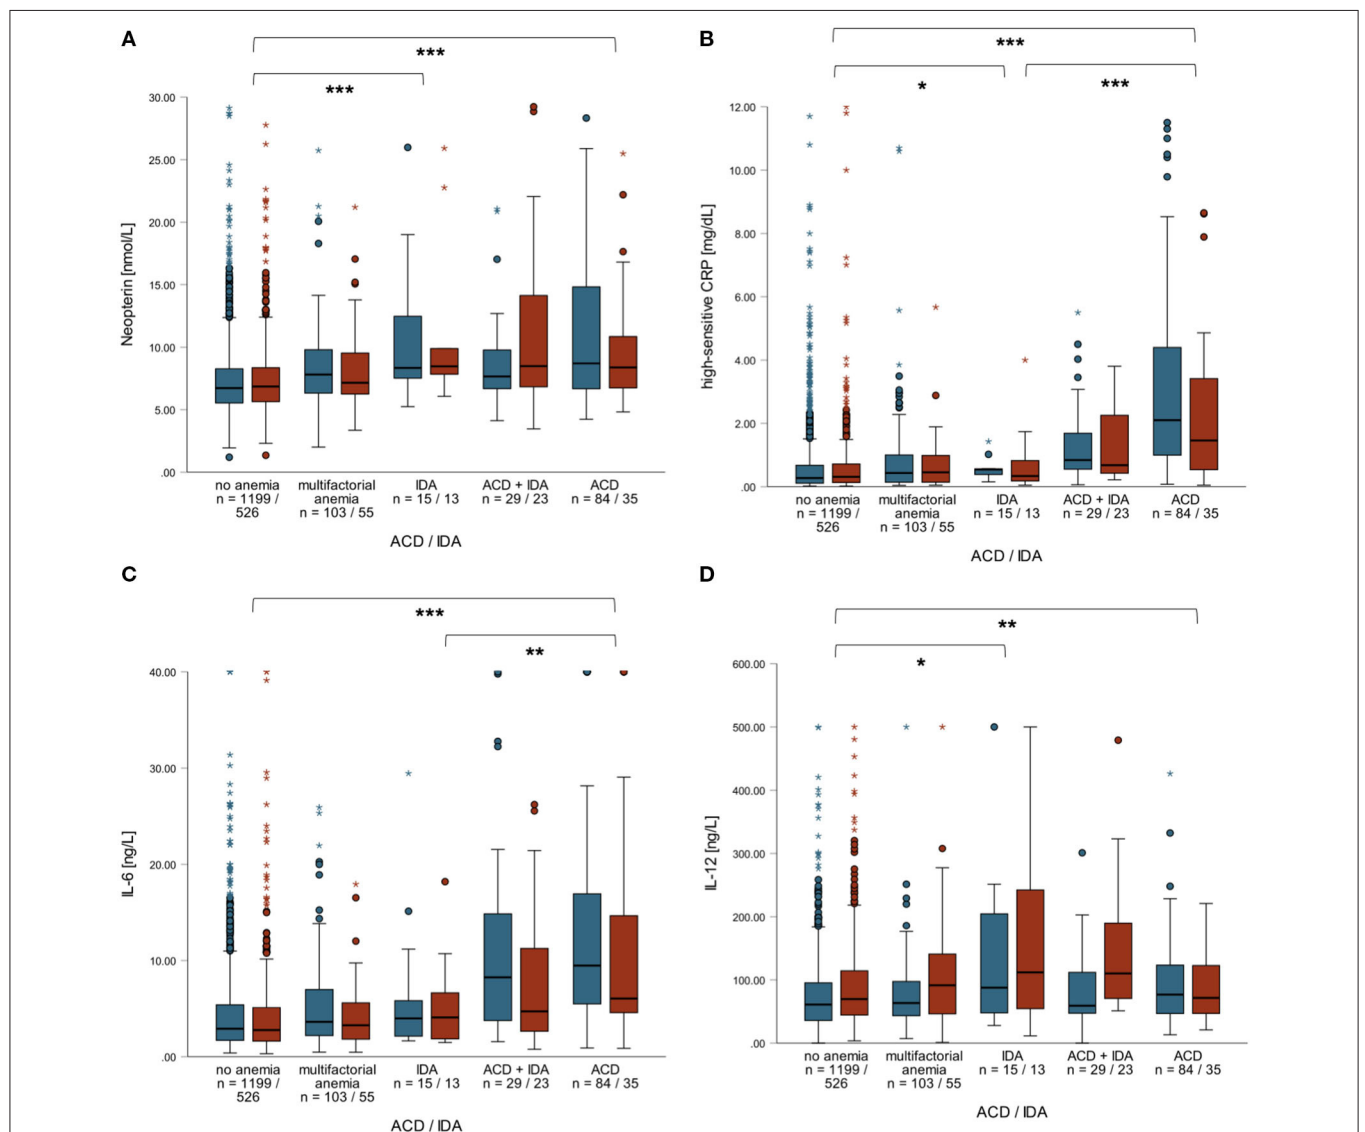 A
***
***
30.00
25.00
20.00
15.00
10.00
5.00
.00
Neopterin [nmol/L]
no anemia
n = 1199 /
526
multifactorial
anemia
n = 103 / 55
IDA
n = 15 / 13
ACD + IDA
n = 29 / 23
ACD
n = 84 / 35
ACD / IDA
B
***
*
***
12.00
10.00
8.00
6.00
4.00
2.00
.00
high-sensitive CRP [mg/dL]
no anemia
n = 1199 /
526
multifactorial
anemia
n = 103 / 55
IDA
n = 15 / 13
ACD + IDA
n = 29 / 23
ACD
n = 84 / 35
ACD / IDA
C
***
**
40.00
30.00
20.00
10.00
.00
IL-6 [ng/L]
no anemia
n = 1199 /
526
multifactorial
anemia
n = 103 / 55
IDA
n = 15 / 13
ACD + IDA
n = 29 / 23
ACD
n = 84 / 35
ACD / IDA
D
**
*
600.00
500.00
400.00
300.00
200.00
100.00
.00
IL-12 [ng/L]
no anemia
n = 1199 /
526
multifactorial
anemia
n = 103 / 55
IDA
n = 15 / 13
ACD + IDA
n = 29 / 23
ACD
n = 84 / 35
ACD / IDA